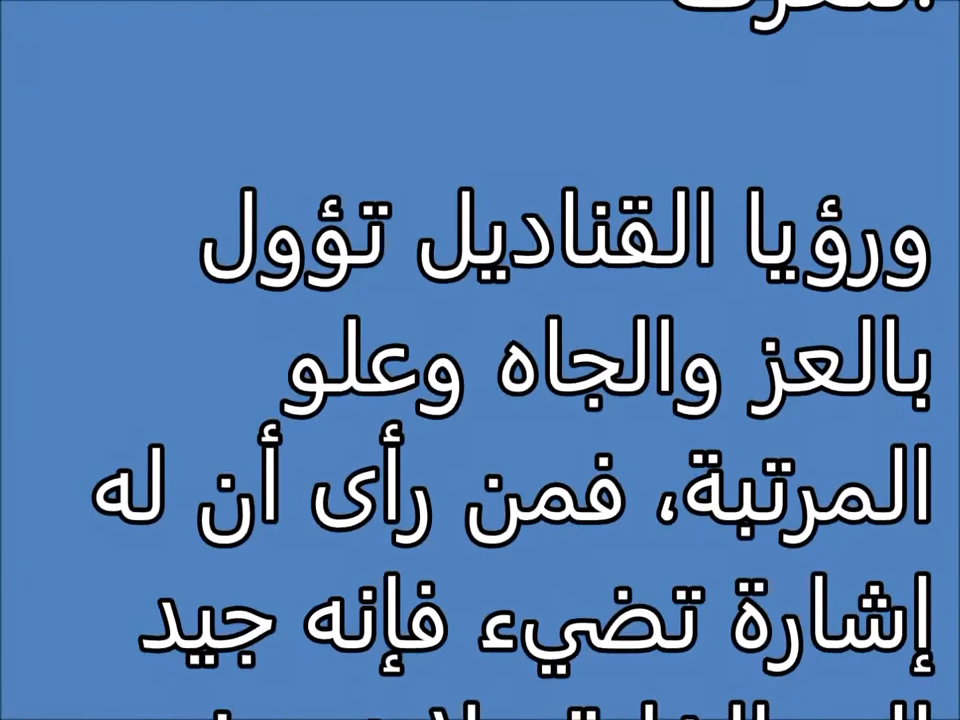 ورؤيا القناديل تؤول
بالعز والجاه وعلو
المرتبة، فمن رأى أن له
إشارة تضيء فإنه جيد